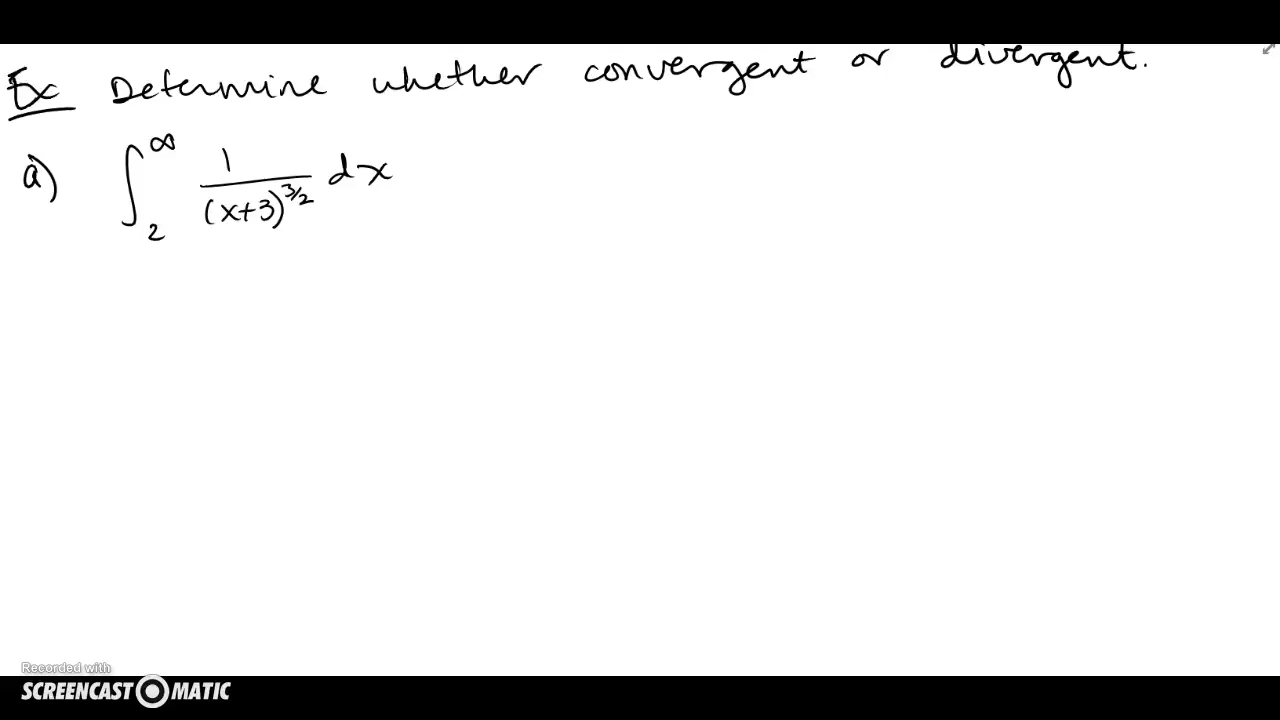 Ex Determine whether convergent or divergent.
a) ∫₂^∞ 1/(x+3)^{3/2} dx
Recorded with
SCREENCAST MATIC